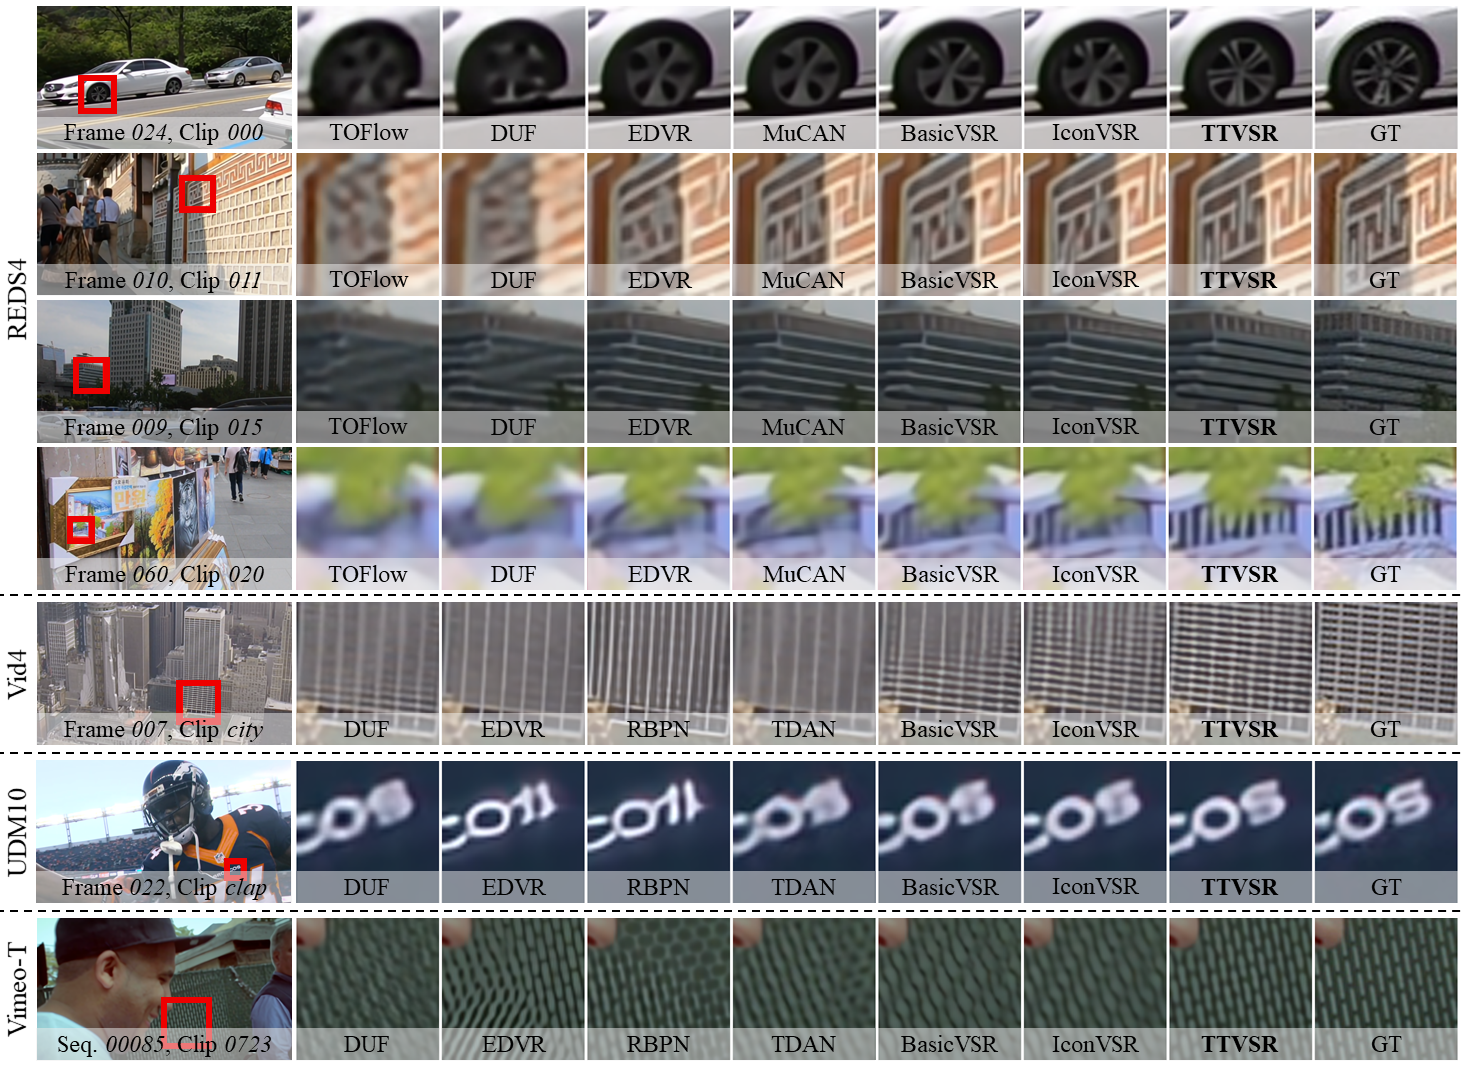 REDS4
Frame 024, Clip 000 TOFlow DUF EDVR MuCAN BasicVSR IconVSR TTVSR GT
Frame 010, Clip 011 TOFlow DUF EDVR MuCAN BasicVSR IconVSR TTVSR GT
Frame 009, Clip 015 TOFlow DUF EDVR MuCAN BasicVSR IconVSR TTVSR GT
Frame 060, Clip 020 TOFlow DUF EDVR MuCAN BasicVSR IconVSR TTVSR GT
Vid4
Frame 007, Clip city DUF EDVR RBPN TDAN BasicVSR IconVSR TTVSR GT
UDM10
Frame 022, Clip clap DUF EDVR RBPN TDAN BasicVSR IconVSR TTVSR GT
Vimeo-T
Seq. 00085, Clip 0723 DUF EDVR RBPN TDAN BasicVSR IconVSR TTVSR GT